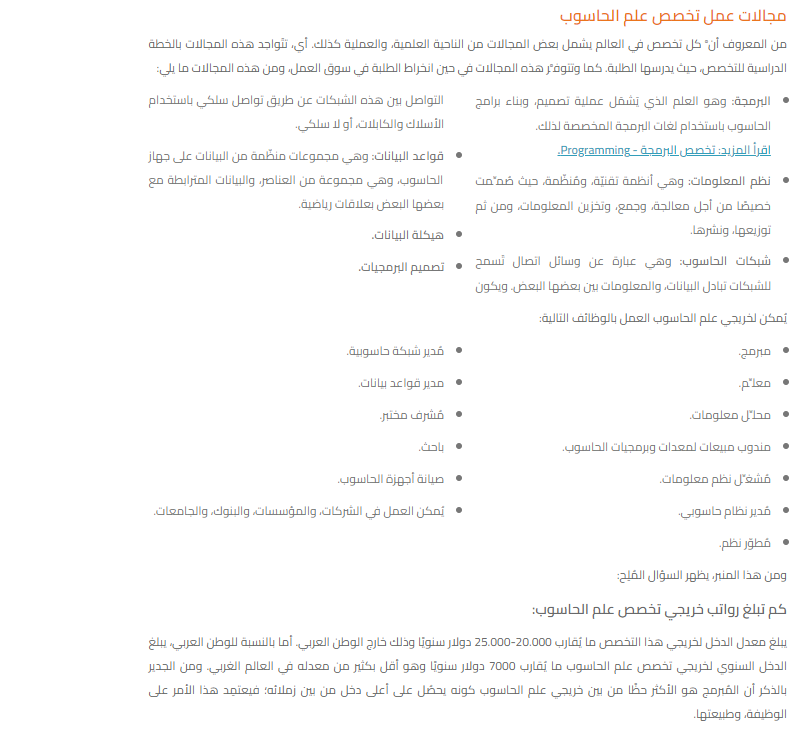 مجالات عمل تخصص علم الحاسوب
من المعروف أنّ كل تخصص في العالم يشمل بعض المجالات من الناحية العلمية، والعملية كذلك. أي، تتَواجد هذه المجالات بالخطة
الدراسية للتخصص، حيث يدرسها الطلبة. كما وتتوفّر هذه المجالات في حين انخراط الطلبة في سوق العمل، ومن هذه المجالات ما يلي:
البرمجة: وهو العلم الذي يَشمَل عملية تصميم، وبناء برامج
الحاسوب باستخدام لغات البرمجة المخصصة لذلك.
اقرأ المزيد: تخصص البرمجة - Programming.
نظم المعلومات: وهي أنظمة تقنيّة، ومُنظّمة، حيث صُمّمت
خصيصًا من أجل معالجة، وجمع، وتخزين المعلومات، ومن ثم
توزيعها، ونشرها.
شبكات الحاسوب: وهي عبارة عن وسائل اتصال تَسمح
للشبكات تبادل البيانات، والمعلومات بين بعضها البعض. ويكون
التواصل بين هذه الشبكات عن طريق تواصل سلكي باستخدام
الأسلاك والكابلات، أو لا سلكي.
قواعد البيانات: وهي مجموعات منظّمة من البيانات على جهاز
الحاسوب، وهي مجموعة من العناصر، والبيانات المترابطة مع
بعضها البعض بعلاقات رياضية.
هيكلة البيانات.
تصميم البرمجيات.
يُمكن لخريجي علم الحاسوب العمل بالوظائف التالية:
مبرمج.
معلّم.
محلّل معلومات.
مندوب مبيعات لمعدات وبرمجيات الحاسوب.
مُشغّل نظم معلومات.
مُدير نظام حاسوبي.
مُطوّر نظم.
مُدير شبكة حاسوبية.
مدير قواعد بيانات.
مُشرف مختبر.
باحث.
صيانة أجهزة الحاسوب.
يُمكن العمل في الشركات، والمؤسسات، والبنوك، والجامعات.
ومن هذا المنبر، يظهر السؤال المُلِح:
كم تبلغ رواتب خريجي تخصص علم الحاسوب:
يبلغ معدل الدخل لخريجي هذا التخصص ما يُقارب 20.000-25.000 دولار سنويًا وذلك خارج الوطن العربي. أما بالنسبة للوطن العربي، يبلغ
الدخل السنوي لخريجي تخصص علم الحاسوب ما يُقارب 7000 دولار سنويًا وهو أقل بكثير من معدله في العالم الغربي. ومن الجدير
بالذكر أن المُبرمج هو الأكثر حظًا من بين خريجي علم الحاسوب كونه يحصُل على أعلى دخل من بين زملائه؛ فيعتمِد هذا الأمر على
الوظيفة، وطبيعتها.